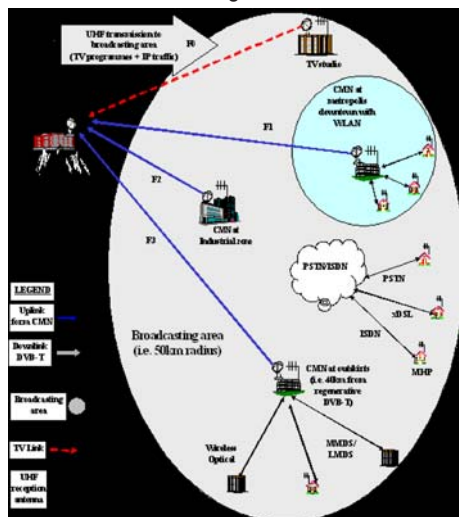 UHF transmission to
broadcasting area
(TV programmes + IP traffic)
F0
TV studio
CMN at
metropolis
downtown with
WLAN
F1
F2
CMN at
Industrial zone
F3
PSTN/ISDN
PSTN
xDSL
ISDN
MHP
LEGEND
Uplink
from CMN
Downlink
DVB-T
Broadcasting
area
TV Link
UHF
reception
antenna
Broadcasting area
(i.e. 50km radius)
CMN at outskirts
(i.e. 40km from
regenerative
DVB-T)
Wireless
Optical
MMDS/
LMDS